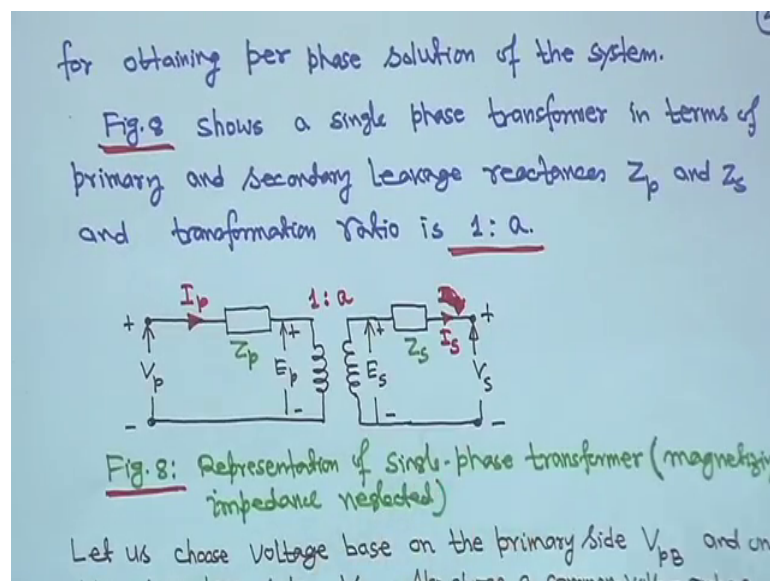 for obtaining per phase solution of the system.
Fig.8 shows a single phase transformer in terms of
primary and secondary leakage reactances Zp and Zs
and transformation ratio is 1:a.
Ip 1:a
+ + + +
Zp Zs Is
Vp Ep Es Vs
- - - -
Fig.8: Representation of single-phase transformer (
impedance neglected)
Let us choose voltage base on the primary side VpB and on